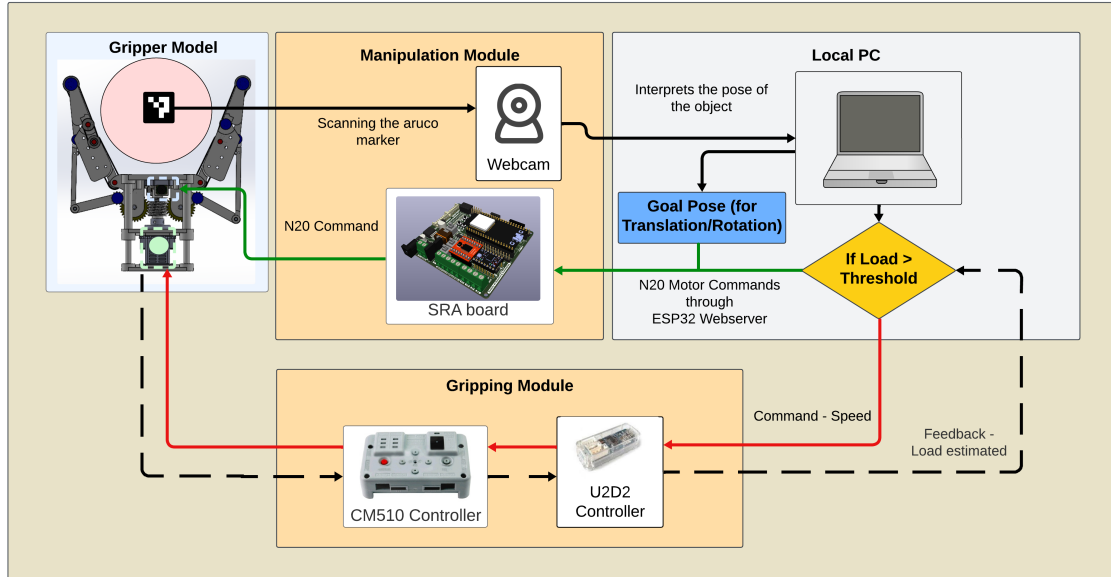 Gripper Model
Manipulation Module
Local PC
Scanning the aruco
marker
Webcam
Interprets the pose of
the object
N20 Command
SRA board
Goal Pose (for
Translation/Rotation)
If Load >
Threshold
N20 Motor Commands
through
ESP32 Webserver
Gripping Module
Command - Speed
Feedback -
Load estimated
CM510 Controller
U2D2
Controller